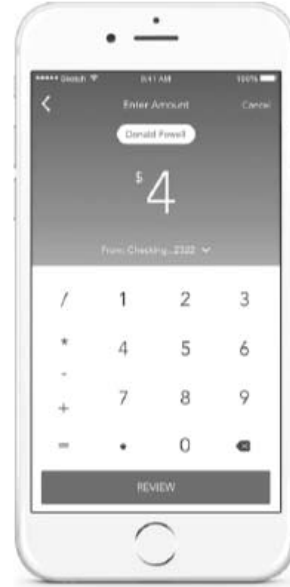 ••••• Sketch 9:41 AM 100%
Enter Amount Cancel
Donald Powell
$ 4
From: Checking...2322
/ 1 2 3
* 4 5 6
-
+ 7 8 9
= • 0
REVIEW